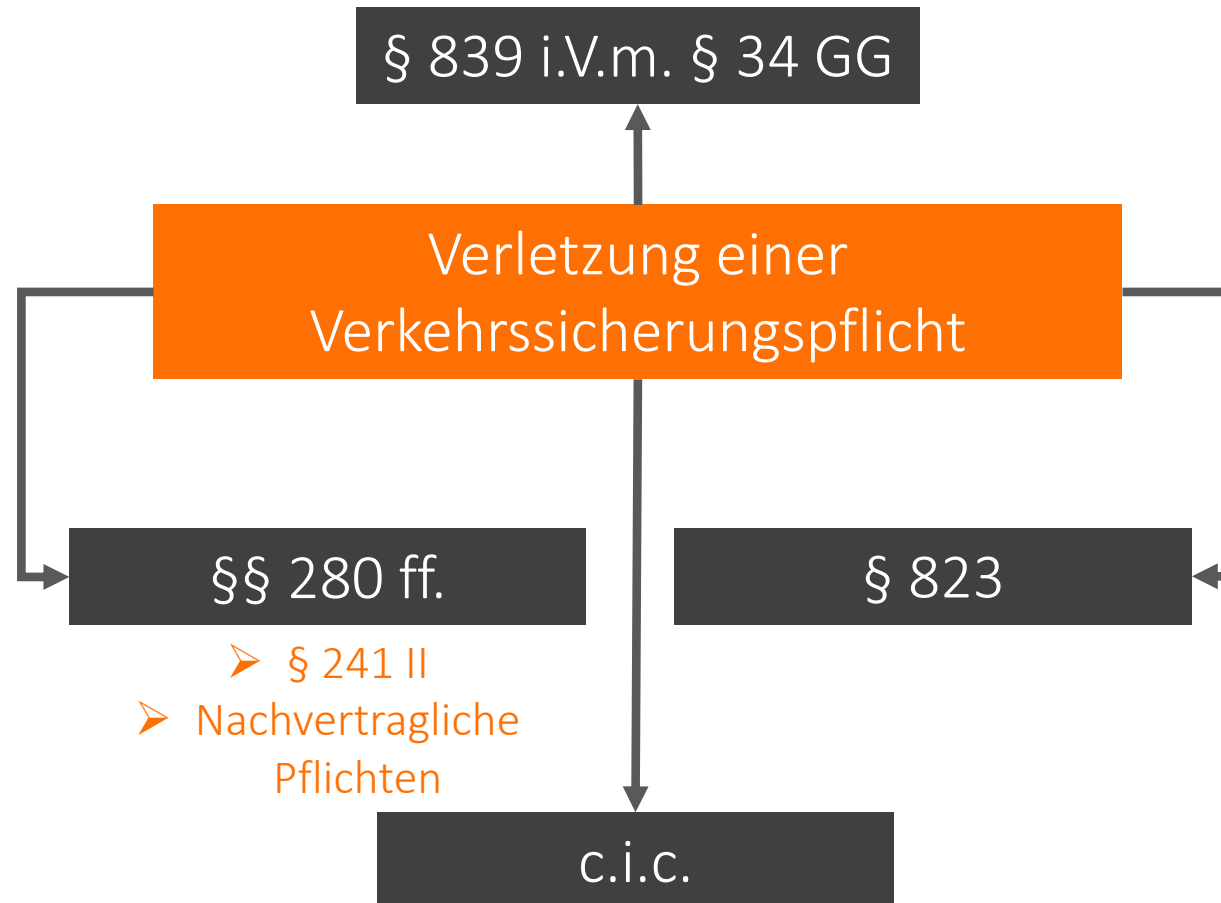 § 839 i.V.m. § 34 GG
Verletzung einer
Verkehrssicherungspflicht
§§ 280 ff.
§ 823
➢ § 241 II
➢ Nachvertragliche
Pflichten
c.i.c.